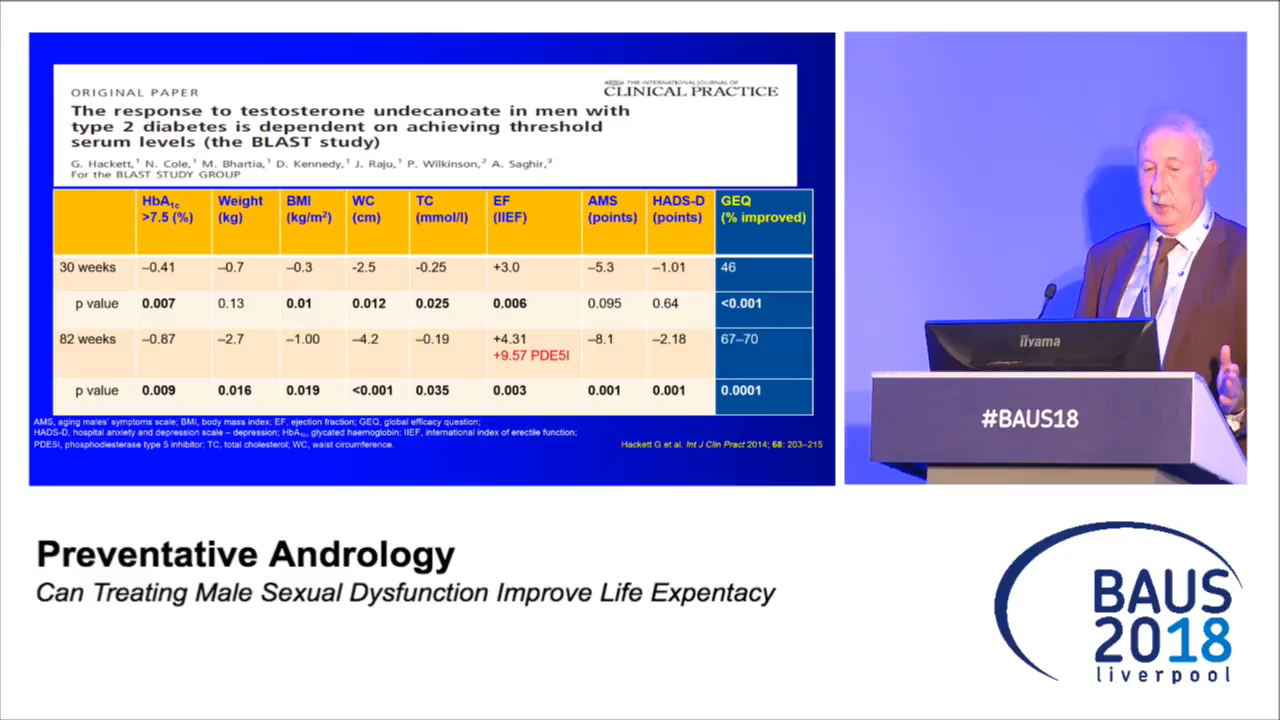 ORIGINAL PAPER
THE INTERNATIONAL JOURNAL OF
CLINICAL PRACTICE
The response to testosterone undecanoate in men with
type 2 diabetes is dependent on achieving threshold
serum levels (the BLAST study)
G. Hackett,¹ N. Cole,¹ M. Bhartia,¹ D. Kennedy,¹ J. Raju,¹ P. Wilkinson,² A. Saghir,³
For the BLAST STUDY GROUP
HbA1c >7.5 (%) Weight (kg) BMI (kg/m²) WC (cm) TC (mmol/l) EF (IIEF) AMS (points) HADS-D (points) GEQ (% improved)
30 weeks –0.41 –0.7 –0.3 -2.5 -0.25 +3.0 –5.3 –1.01 46
p value 0.007 0.13 0.01 0.012 0.025 0.006 0.095 0.64 <0.001
82 weeks –0.87 –2.7 –1.00 –4.2 –0.19 +4.31 –8.1 –2.18 67–70
+9.57 PDE5I
p value 0.009 0.016 0.019 <0.001 0.035 0.003 0.001 0.001 0.0001
AMS, aging males' symptoms scale; BMI, body mass index; EF, ejection fraction; GEQ, global efficacy question;
HADS-D, hospital anxiety and depression scale – depression; HbA1c, glycated haemoglobin: IIEF, international index of erectile function;
PDE5I, phosphodiesterase type 5 inhibitor; TC, total cholesterol; WC, waist circumference.
Hackett G et al. Int J Clin Pract 2014; 68: 203–215
iiyama
#BAUS18
Preventative Andrology
Can Treating Male Sexual Dysfunction Improve Life Expentacy
BAUS
2018
liverpool